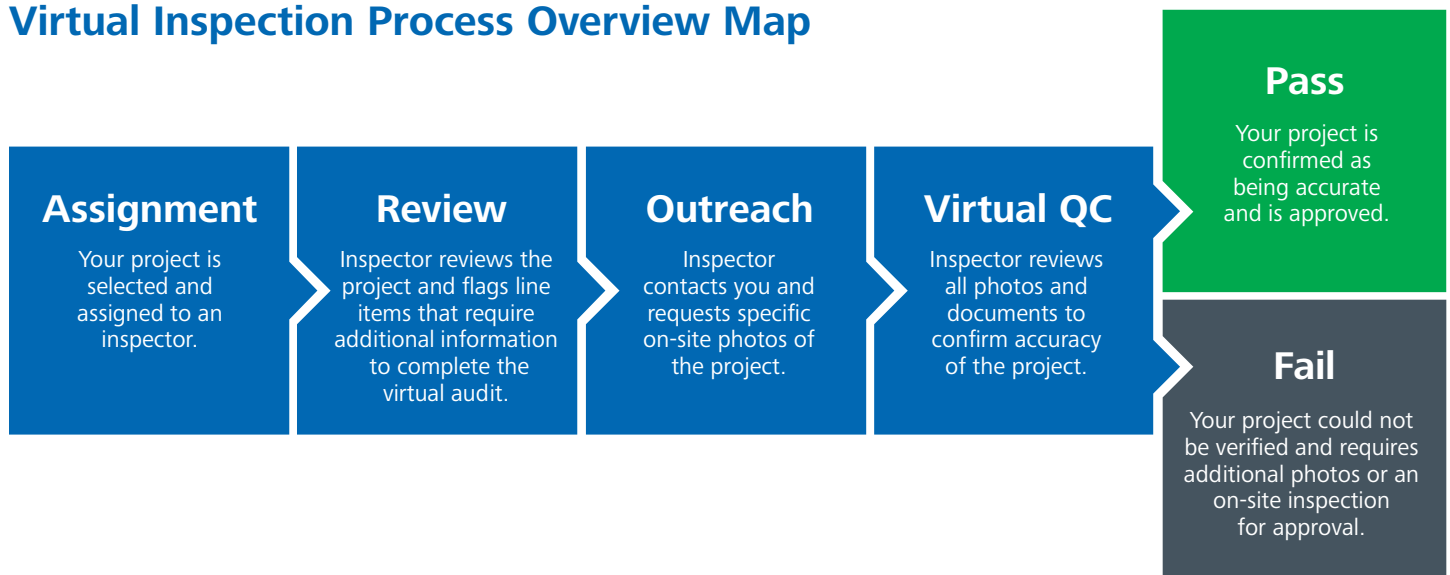 Virtual Inspection Process Overview Map
Assignment
Your project is
selected and
assigned to an
inspector.
Review
Inspector reviews the
project and flags line
items that require
additional information
to complete the
virtual audit.
Outreach
Inspector
contacts you and
requests specific
on-site photos of
the project.
Virtual QC
Inspector reviews
all photos and
documents to
confirm accuracy
of the project.
Pass
Your project is
confirmed as
being accurate
and is approved.
Fail
Your project could not
be verified and requires
additional photos or an
on-site inspection
for approval.